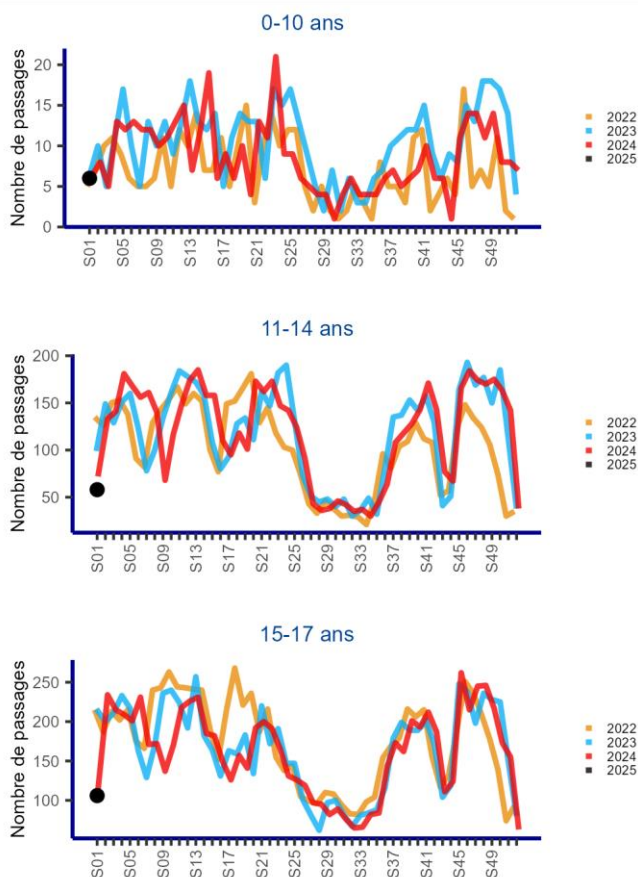 0-10 ans
Nombre de passages
20
15
10
5
0
S01
S05
S09
S13
S17
S21
S25
S29
S33
S37
S41
S45
S49
2022
2023
2024
2025
11-14 ans
Nombre de passages
200
150
100
50
S01
S05
S09
S13
S17
S21
S25
S29
S33
S37
S41
S45
S49
2022
2023
2024
2025
15-17 ans
Nombre de passages
250
200
150
100
S01
S05
S09
S13
S17
S21
S25
S29
S33
S37
S41
S45
S49
2022
2023
2024
2025